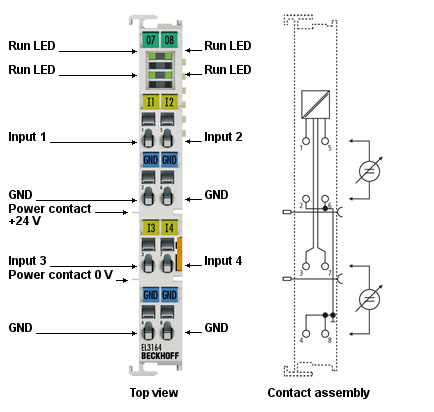 07 08
Run LED Run LED
Run LED Run LED
I1 I2
Input 1 Input 2
GND GND
GND GND
Power contact
+24 V
I3 I4
Input 3 Input 4
Power contact 0 V
GND GND
GND GND
EL3164
BECKHOFF
Top view
1 5
2 6
3 7
4 8
Contact assembly